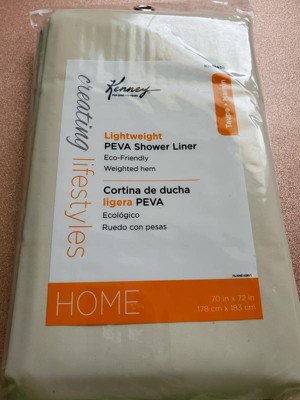 Kenney
creating lifestyles
Lightweight
PEVA Shower Liner
Eco-Friendly
Weighted hem
Cortina de ducha
ligera PEVA
Ecológico
Ruedo con pesas
HOME
70 in x 72 in
178 cm x 183 cm